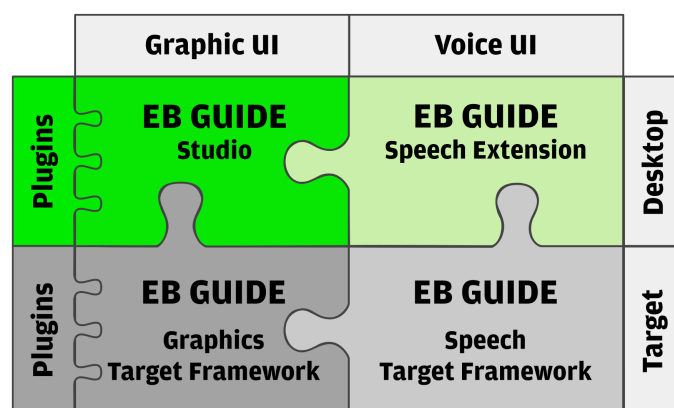 Graphic UI
Voice UI
Plugins
EB GUIDE
Studio
EB GUIDE
Speech Extension
Desktop
Plugins
EB GUIDE
Graphics
Target Framework
EB GUIDE
Speech
Target Framework
Target